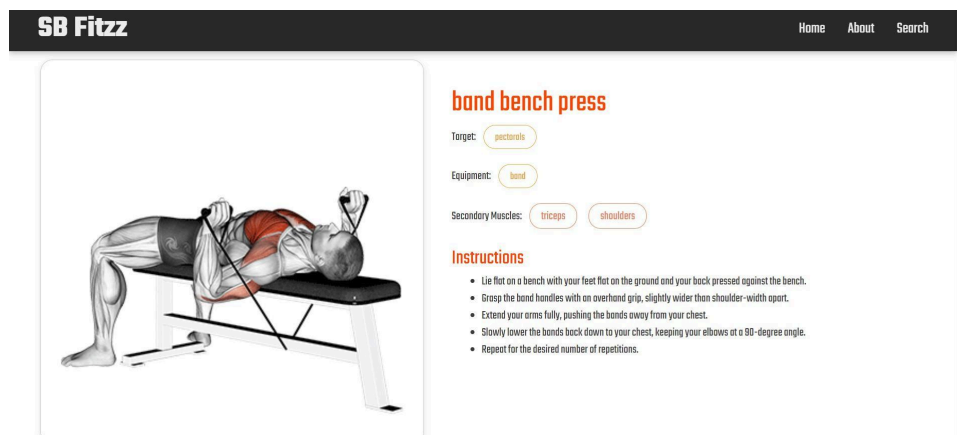 SB Fitzz
Home About Search
band bench press
Target: pectorals
Equipment: band
Secondary Muscles: triceps shoulders
Instructions
Lie flat on a bench with your feet flat on the ground and your back pressed against the bench.
Grasp the band handles with an overhand grip, slightly wider than shoulder-width apart.
Extend your arms fully, pushing the bands away from your chest.
Slowly lower the bands back down to your chest, keeping your elbows at a 90-degree angle.
Repeat for the desired number of repetitions.